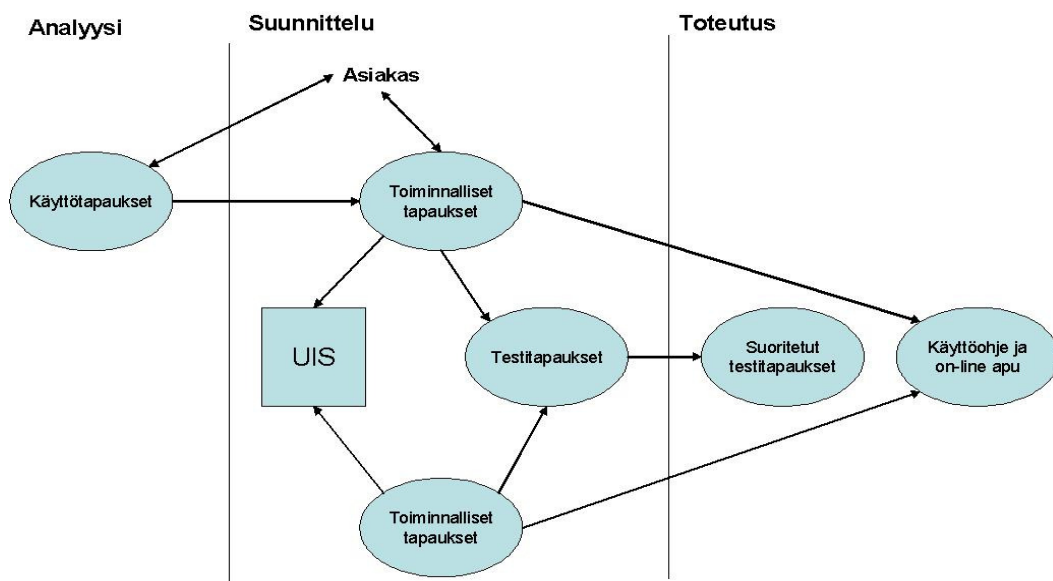 Analyysi
Suunnittelu
Toteutus
Asiakas
Käyttötapaukset
Toiminnalliset
tapaukset
UIS
Testitapaukset
Suoritetut
testitapaukset
Käyttöohje ja
on-line apu
Toiminnalliset
tapaukset